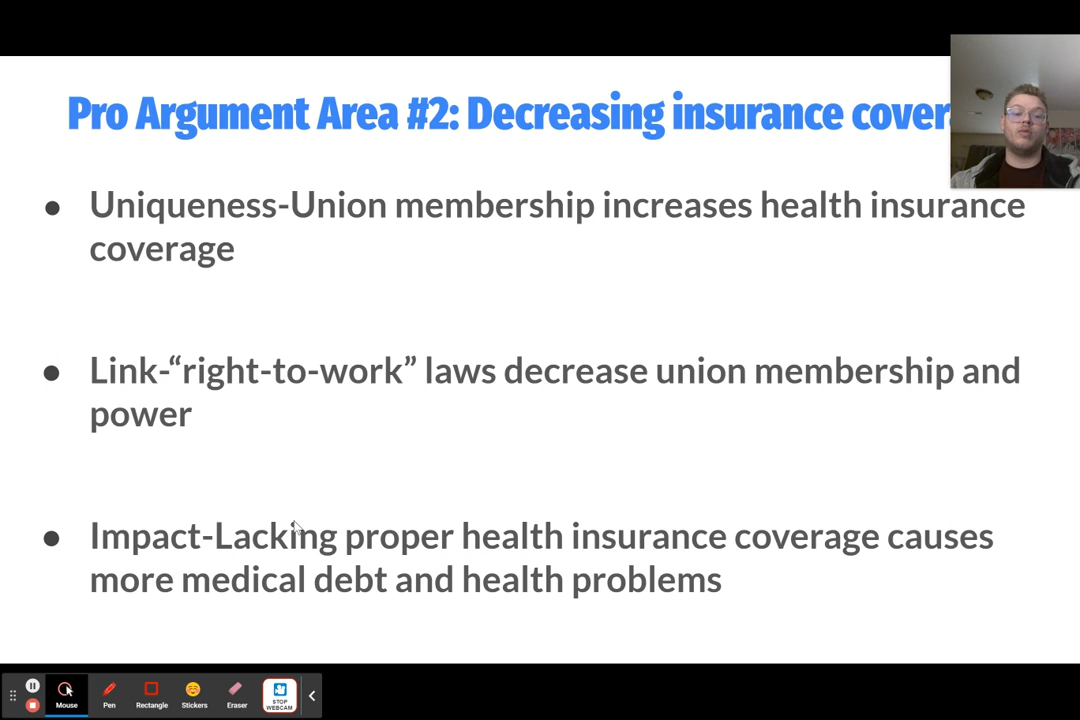 Pro Argument Area #2: Decreasing insurance
● Uniqueness-Union membership increases health insurance
coverage
● Link-“right-to-work” laws decrease union membership and
power
● Impact-Lacking proper health insurance coverage causes
more medical debt and health problems
Mouse
Pen
Rectangle
Stickers
Eraser
STOP
WEBCAM